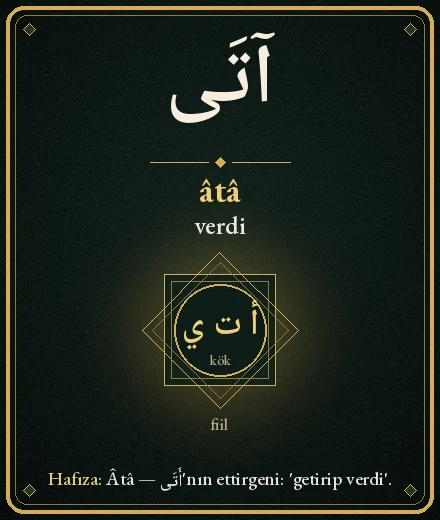 آتَى
âtâ
verdi
أ ت ي
kök
fiil
Hafıza: Âtâ — أَتَى'nın ettirgeni: 'getirip verdi'.